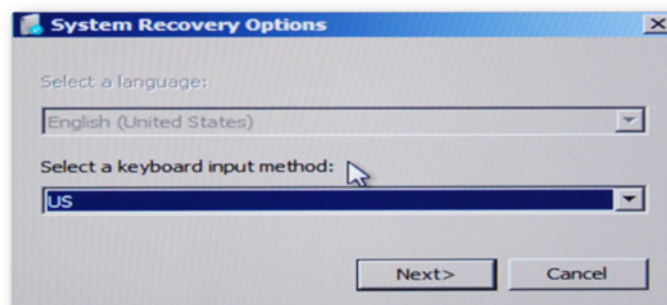 System Recovery Options
Select a language:
English (United States)
Select a keyboard input method:
US
Next>
Cancel